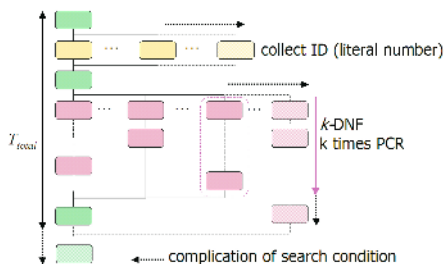 collect ID (literal number)
T_total
k-DNF
k times PCR
complication of search condition